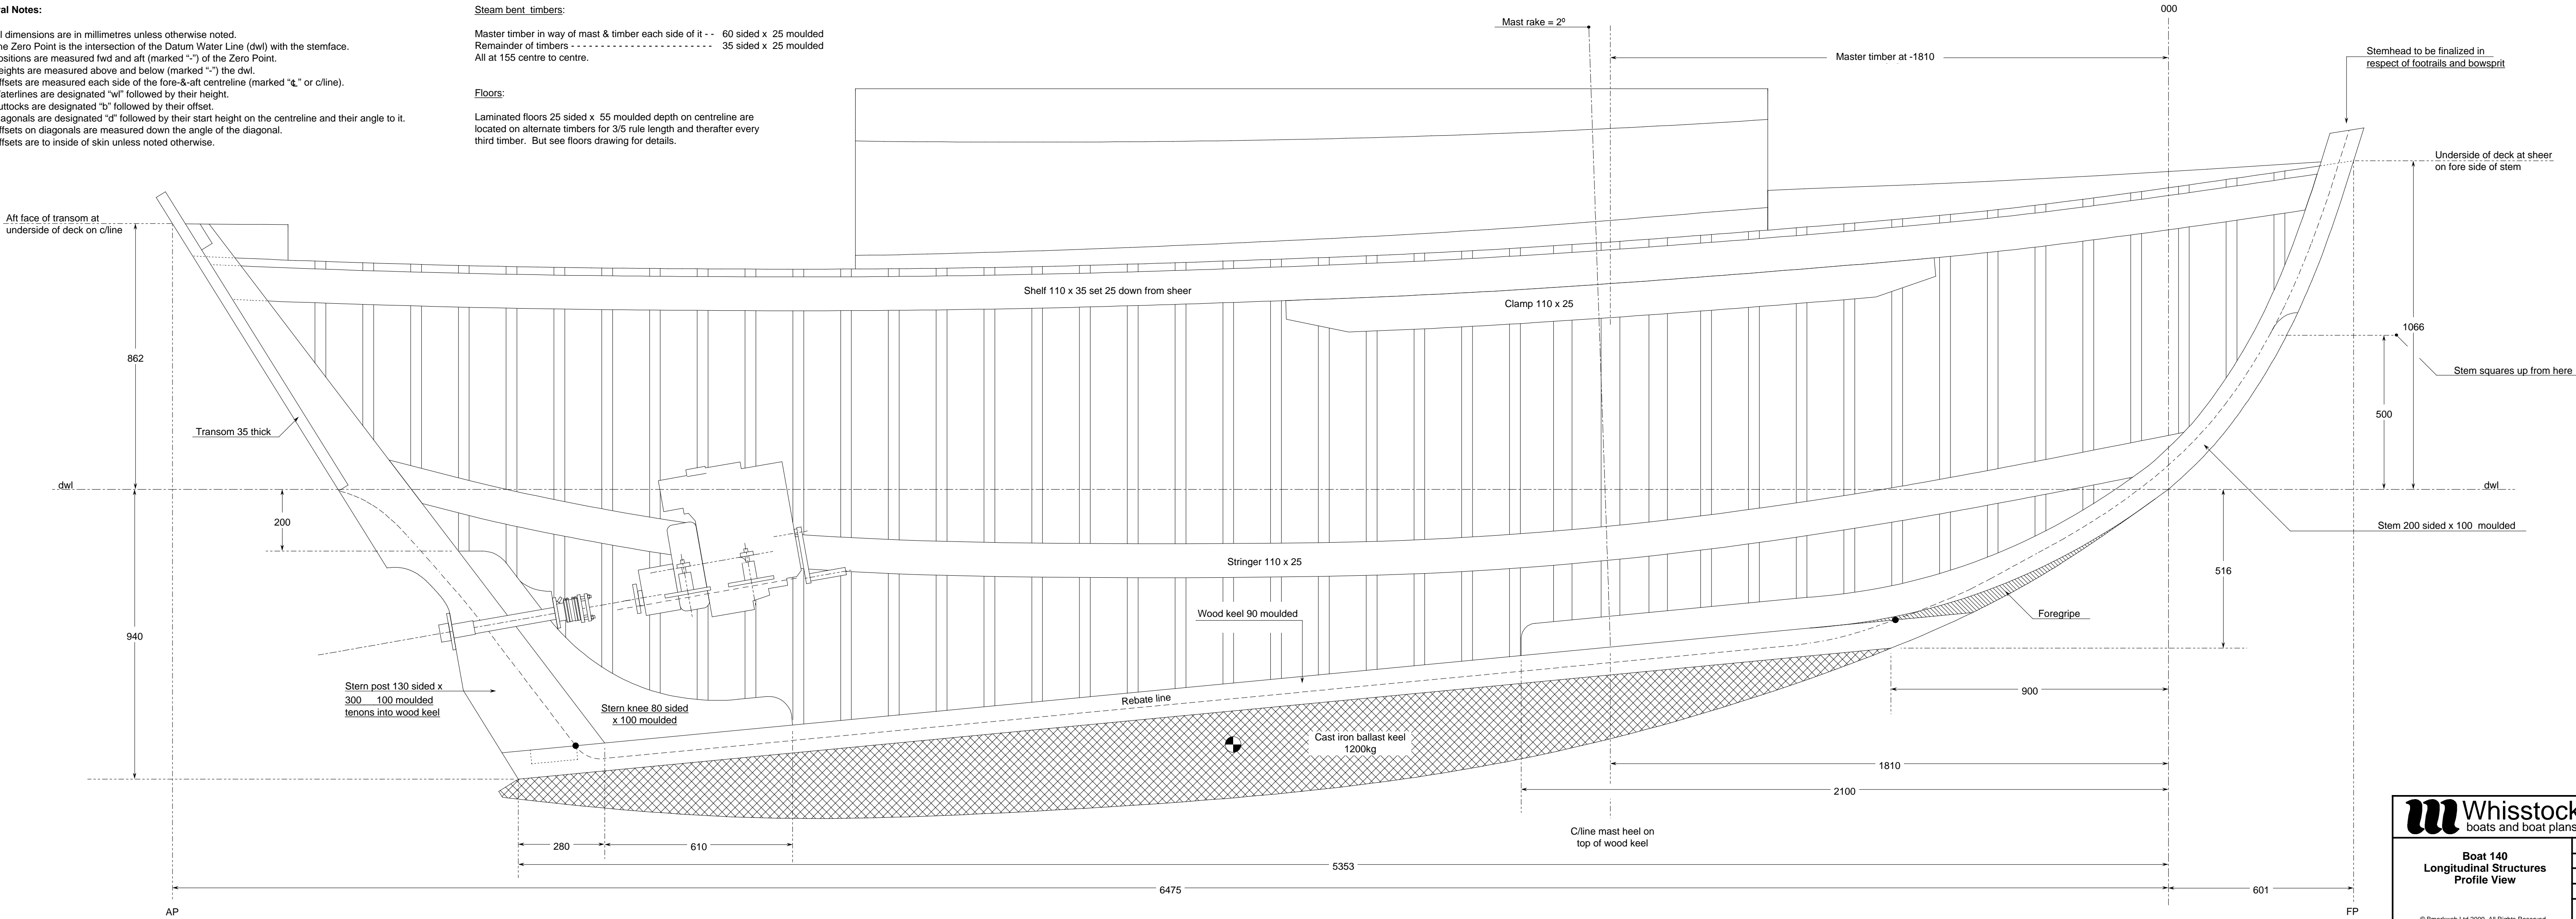 al Notes:
l dimensions are in millimetres unless otherwise noted.
ne Zero Point is the intersection of the Datum Water Line (dwl) with the stemface.
ositions are measured fwd and aft (marked “-”) of the Zero Point.
eights are measured above and below (marked “-”) the dwl.
ffsets are measured each side of the fore-&-aft centreline (marked “℄” or c/line).
aterlines are designated “wl” followed by their height.
uttocks are designated “b” followed by their offset.
iagonals are designated “d” followed by their start height on the centreline and their angle to it.
ffsets on diagonals are measured down the angle of the diagonal.
ffsets are to inside of skin unless noted otherwise.
Steam bent timbers:
Master timber in way of mast & timber each side of it - - 60 sided x 25 moulded
Remainder of timbers - - - - - - - - - - - - - - - - - - - - - - - - 35 sided x 25 moulded
All at 155 centre to centre.
Floors:
Laminated floors 25 sided x 55 moulded depth on centreline are
located on alternate timbers for 3/5 rule length and therafter every
third timber. But see floors drawing for details.
Mast rake = 2º
000
Master timber at -1810
Stemhead to be finalized in
respect of footrails and bowsprit
Underside of deck at sheer
on fore side of stem
Aft face of transom at
underside of deck on c/line
Shelf 110 x 35 set 25 down from sheer
Clamp 110 x 25
862
1066
Stem squares up from here
500
Transom 35 thick
dwl
dwl
200
Stem 200 sided x 100 moulded
Stringer 110 x 25
516
Wood keel 90 moulded
Foregripe
940
Stern post 130 sided x
300 100 moulded
tenons into wood keel
Stern knee 80 sided
x 100 moulded
Rebate line
900
Cast iron ballast keel
1200kg
1810
2100
C/line mast heel on
top of wood keel
280
610
5353
6475
601
AP
FP
Whisstock
boats and boat plans
Boat 140
Longitudinal Structures
Profile View